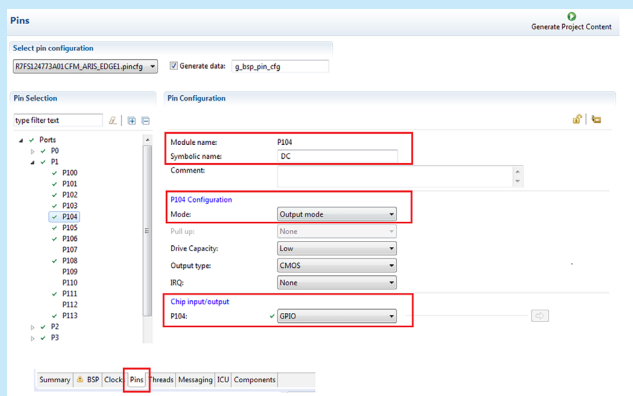 Pins
Generate Project Content
Select pin configuration
R7FS124773A01CFM_ARIS_EDGE1.pincfg
Generate data: g_bsp_pin_cfg
Pin Selection
Pin Configuration
type filter text
Ports
P0
P1
P100
P101
P102
P103
P104
P105
P106
P107
P108
P109
P110
P111
P112
P113
P2
P3
Module name: P104
Symbolic name: DC
Comment:
P104 Configuration
Mode: Output mode
Pull up: None
Drive Capacity: Low
Output type: CMOS
IRQ: None
Chip input/output
P104: GPIO
Summary BSP Clocks Pins Threads Messaging ICU Components